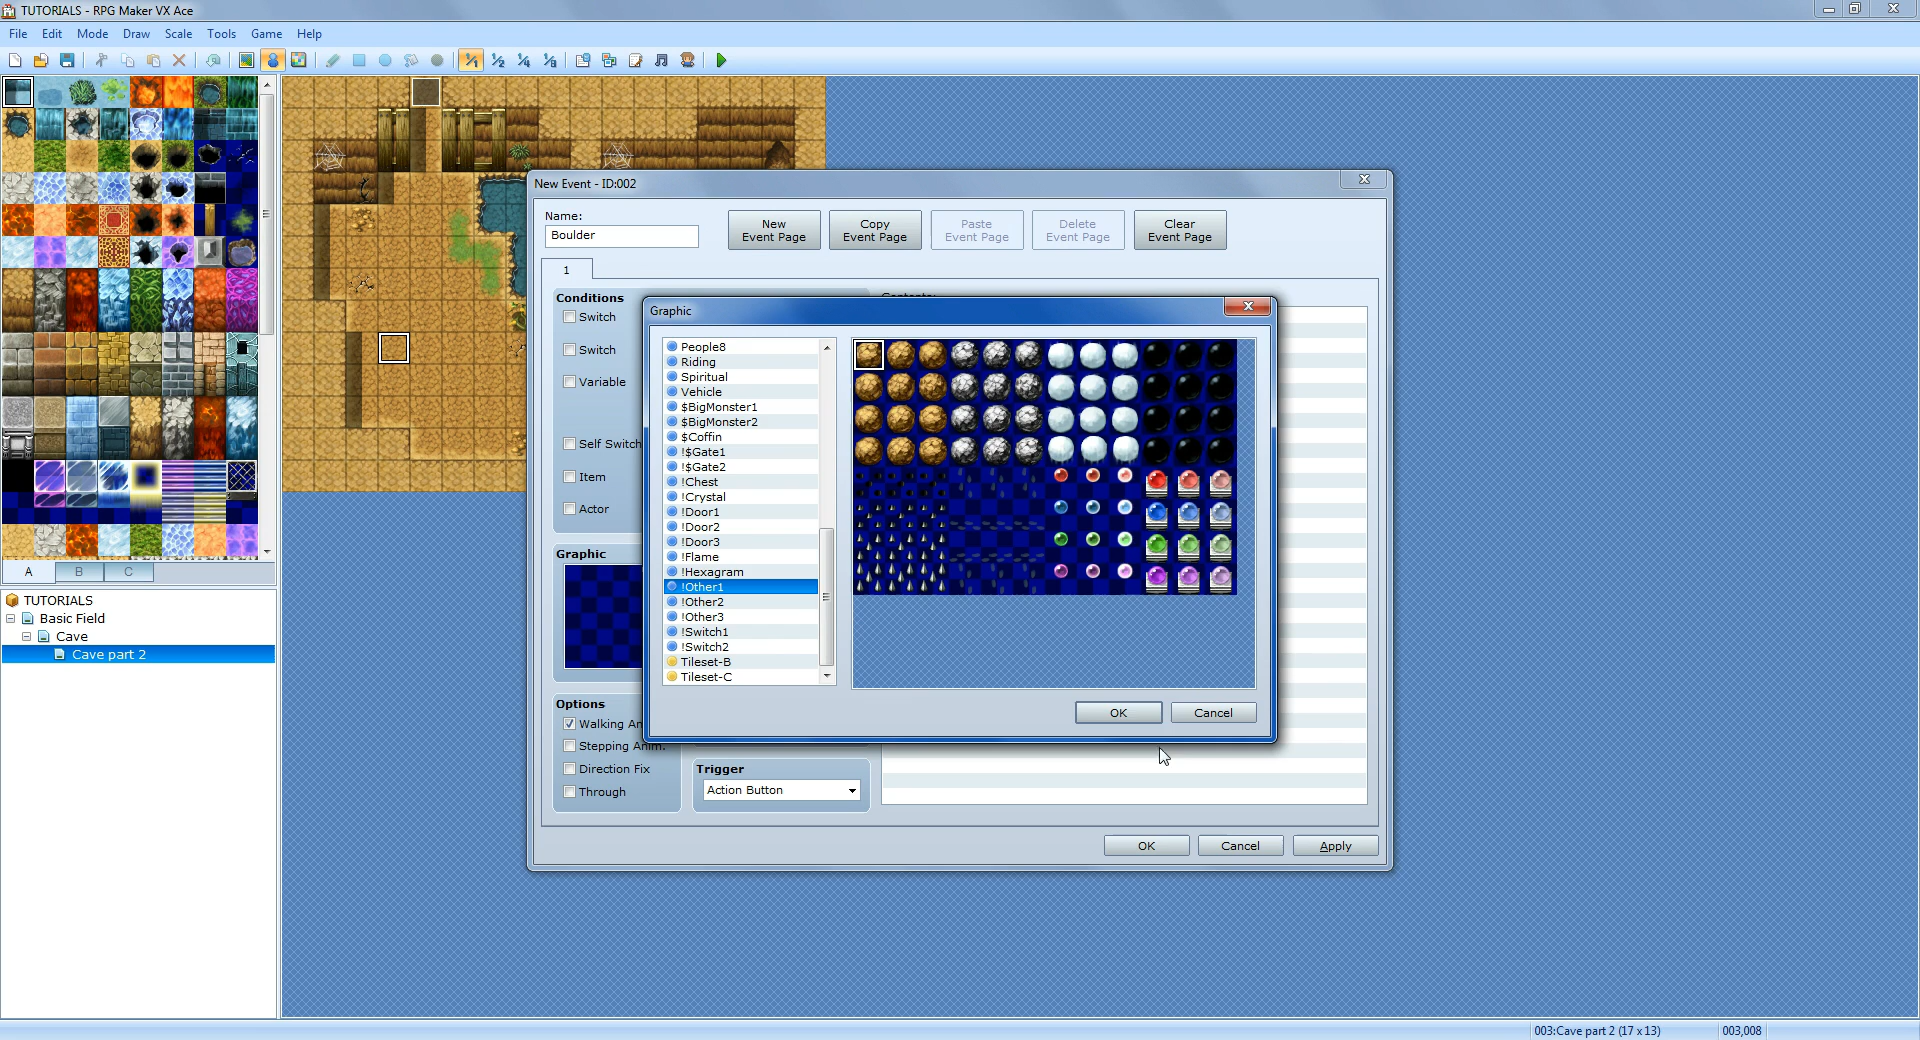 TUTORIALS - RPG Maker VX Ace
File Edit Mode Draw Scale Tools Game Help
New Event - ID:002
Name:
Boulder
New Event Page
Copy Event Page
Paste Event Page
Delete Event Page
Clear Event Page
1
Conditions
Switch
Switch
Variable
Self Switch
Item
Actor
Graphic
Options
Walking An
Stepping Anim.
Direction Fix
Through
Trigger
Action Button
Contents:
OK
Cancel
Apply
Graphic
People8
Riding
Spiritual
Vehicle
$BigMonster1
$BigMonster2
$Coffin
!$Gate1
!$Gate2
!Chest
!Crystal
!Door1
!Door2
!Door3
!Flame
!Hexagram
!Other1
!Other2
!Other3
!Switch1
!Switch2
Tileset-B
Tileset-C
OK
Cancel
A B C
TUTORIALS
Basic Field
Cave
Cave part 2
003:Cave part 2 (17 x 13)
003,008